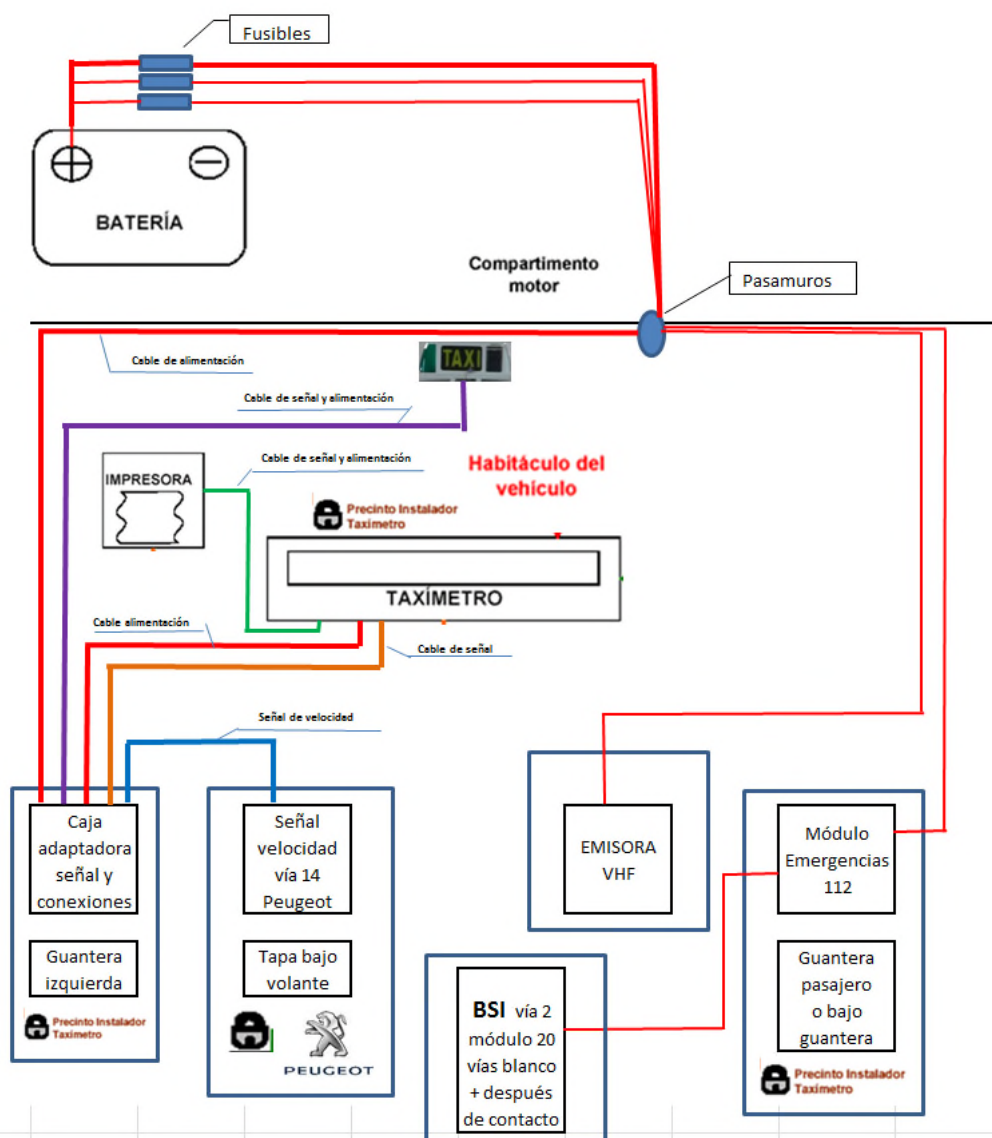 Fusibles
BATERÍA
Compartimento
motor
Pasamuros
Cable de alimentación
TAXI
Cable de señal y alimentación
Cable de señal y alimentación
IMPRESORA
Habitáculo del
vehículo
Precinto Instalador
Taxímetro
TAXÍMETRO
Cable alimentación
Cable de señal
Señal de velocidad
Caja
adaptadora
señal y
conexiones
Guantera
izquierda
Precinto Instalador
Taxímetro
Señal
velocidad
vía 14
Peugeot
Tapa bajo
volante
PEUGEOT
EMISORA
VHF
BSI vía 2
módulo 20
vías blanco
+ después
de contacto
Módulo
Emergencias
112
Guantera
pasajero
o bajo
guantera
Precinto Instalador
Taxímetro